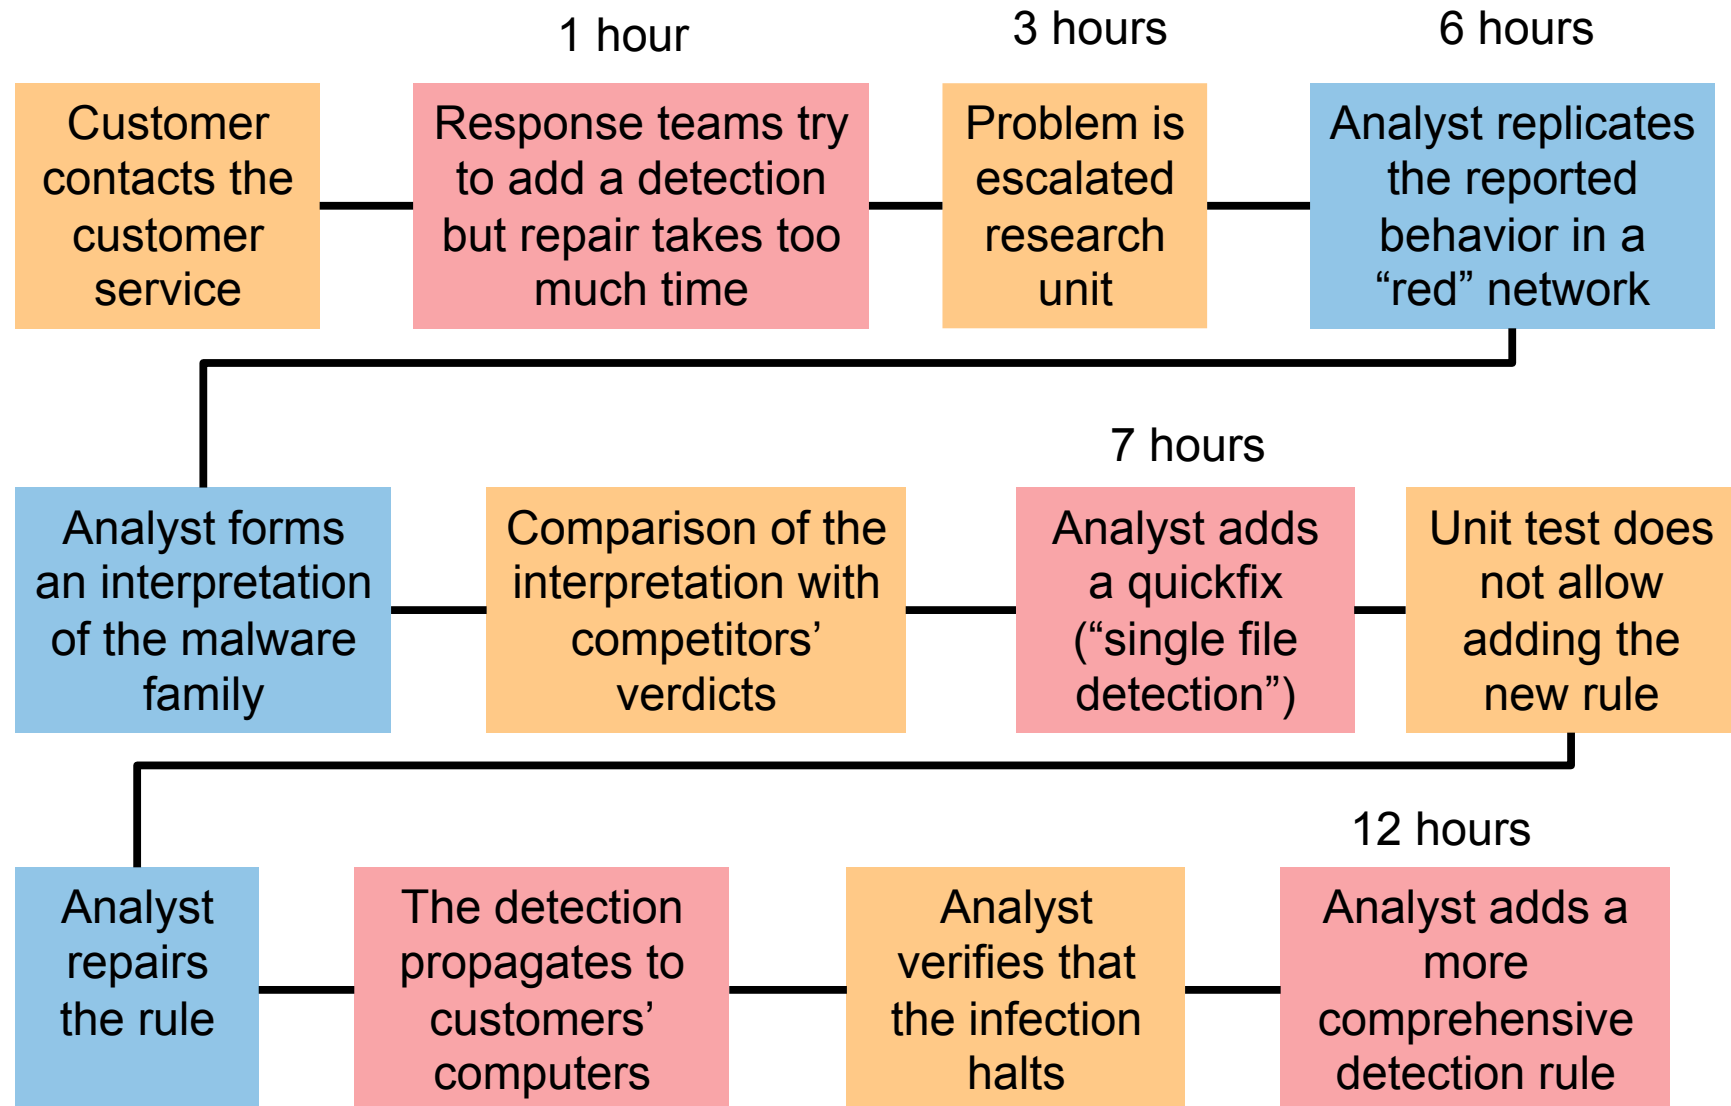 1 hour
3 hours
6 hours
Customer
contacts the
customer
service
Response teams try
to add a detection
but repair takes too
much time
Problem is
escalated
research
unit
Analyst replicates
the reported
behavior in a
“red” network
7 hours
Analyst forms
an interpretation
of the malware
family
Comparison of the
interpretation with
competitors’
verdicts
Analyst adds
a quickfix
(“single file
detection”)
Unit test does
not allow
adding the
new rule
12 hours
Analyst
repairs
the rule
The detection
propagates to
customers’
computers
Analyst
verifies that
the infection
halts
Analyst adds a
more
comprehensive
detection rule